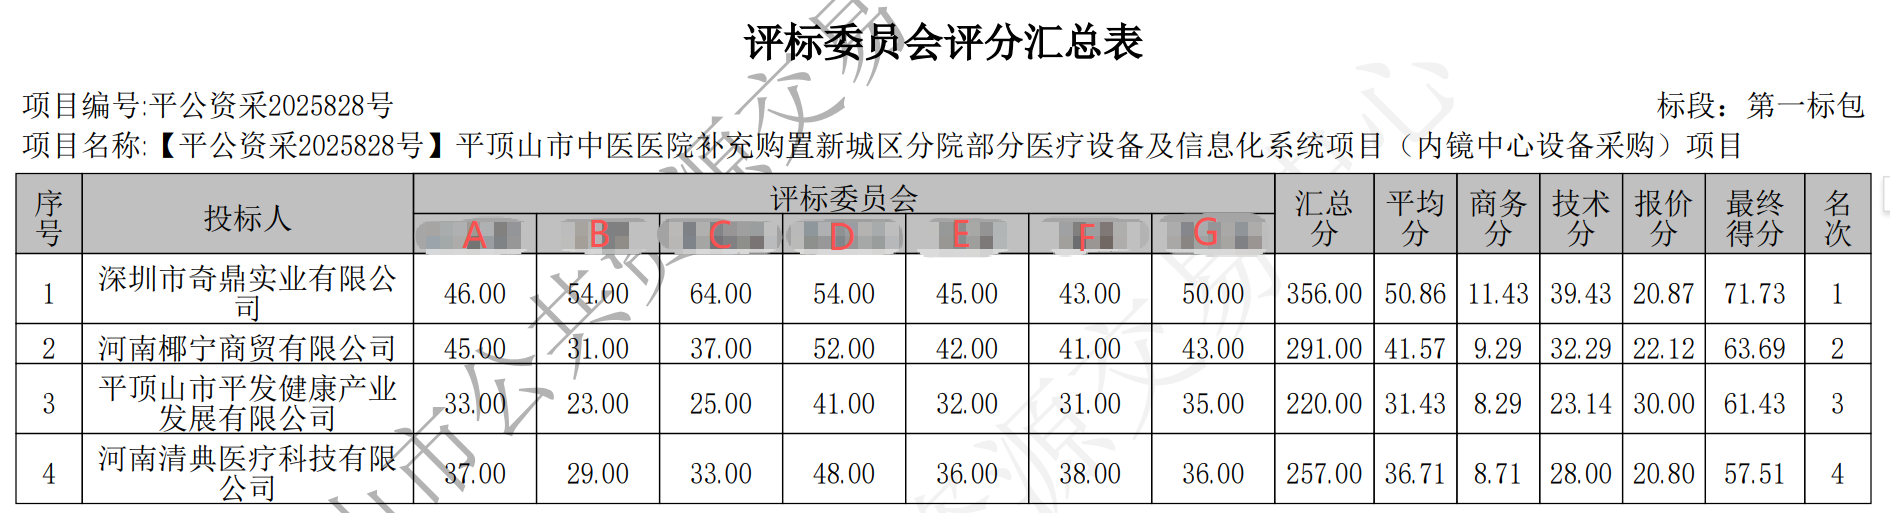 评标委员会评分汇总表
项目编号:平公资采2025828号 标段：第一标包
项目名称:【平公资采2025828号】平顶山市中医医院补充购置新城区分院部分医疗设备及信息化系统项目（内镜中心设备采购）项目
序号 投标人 评标委员会 汇总分 平均分 商务分 技术分 报价分 最终得分 名次
A B C D E F G
1 深圳市奇鼎实业有限公司 46.00 54.00 64.00 54.00 45.00 43.00 50.00 356.00 50.86 11.43 39.43 20.87 71.73 1
2 河南椰宁商贸有限公司 45.00 31.00 37.00 52.00 42.00 41.00 43.00 291.00 41.57 9.29 32.29 22.12 63.69 2
3 平顶山市平发健康产业发展有限公司 33.00 23.00 25.00 41.00 32.00 31.00 35.00 220.00 31.43 8.29 23.14 30.00 61.43 3
4 河南清典医疗科技有限公司 37.00 29.00 33.00 48.00 36.00 38.00 36.00 257.00 36.71 8.71 28.00 20.80 57.51 4
山市公共资源交易
资源交易中心